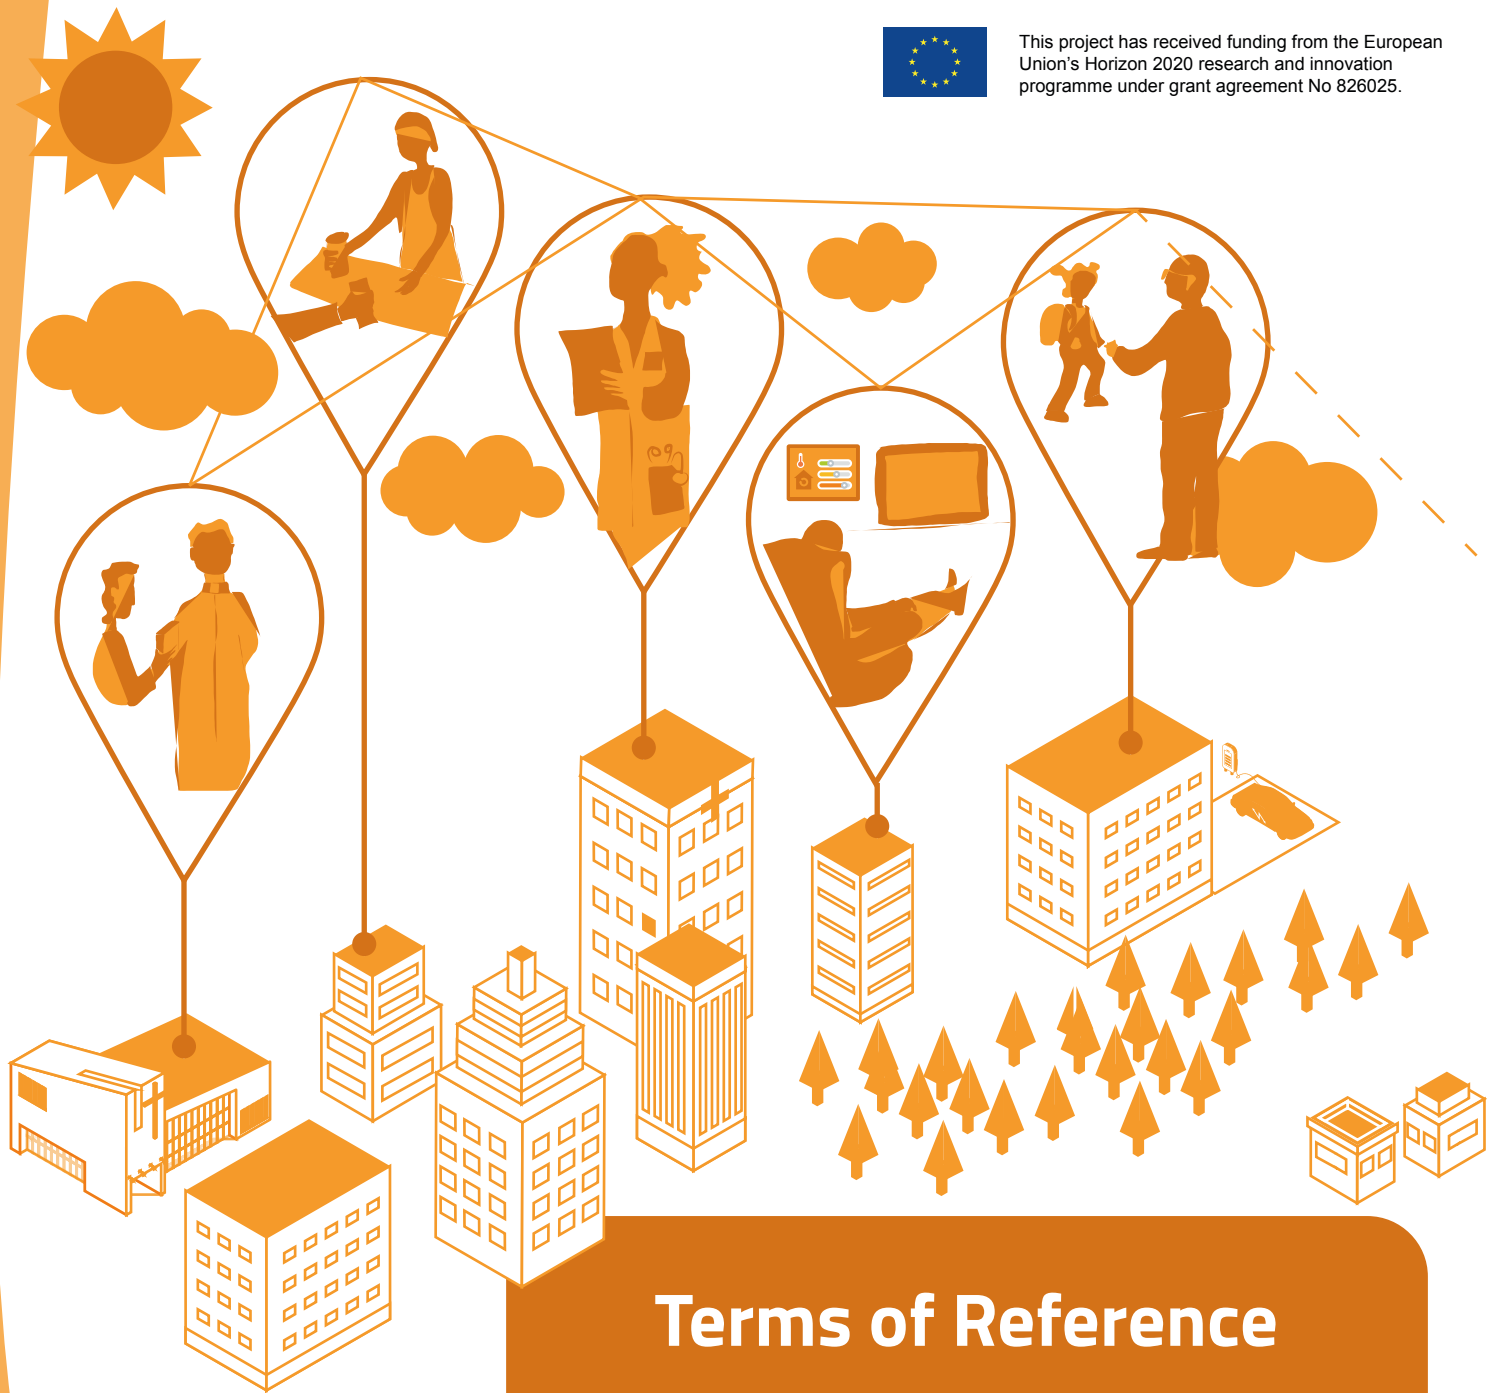 This project has received funding from the European
Union's Horizon 2020 research and innovation
programme under grant agreement No 826025.
Terms of Reference